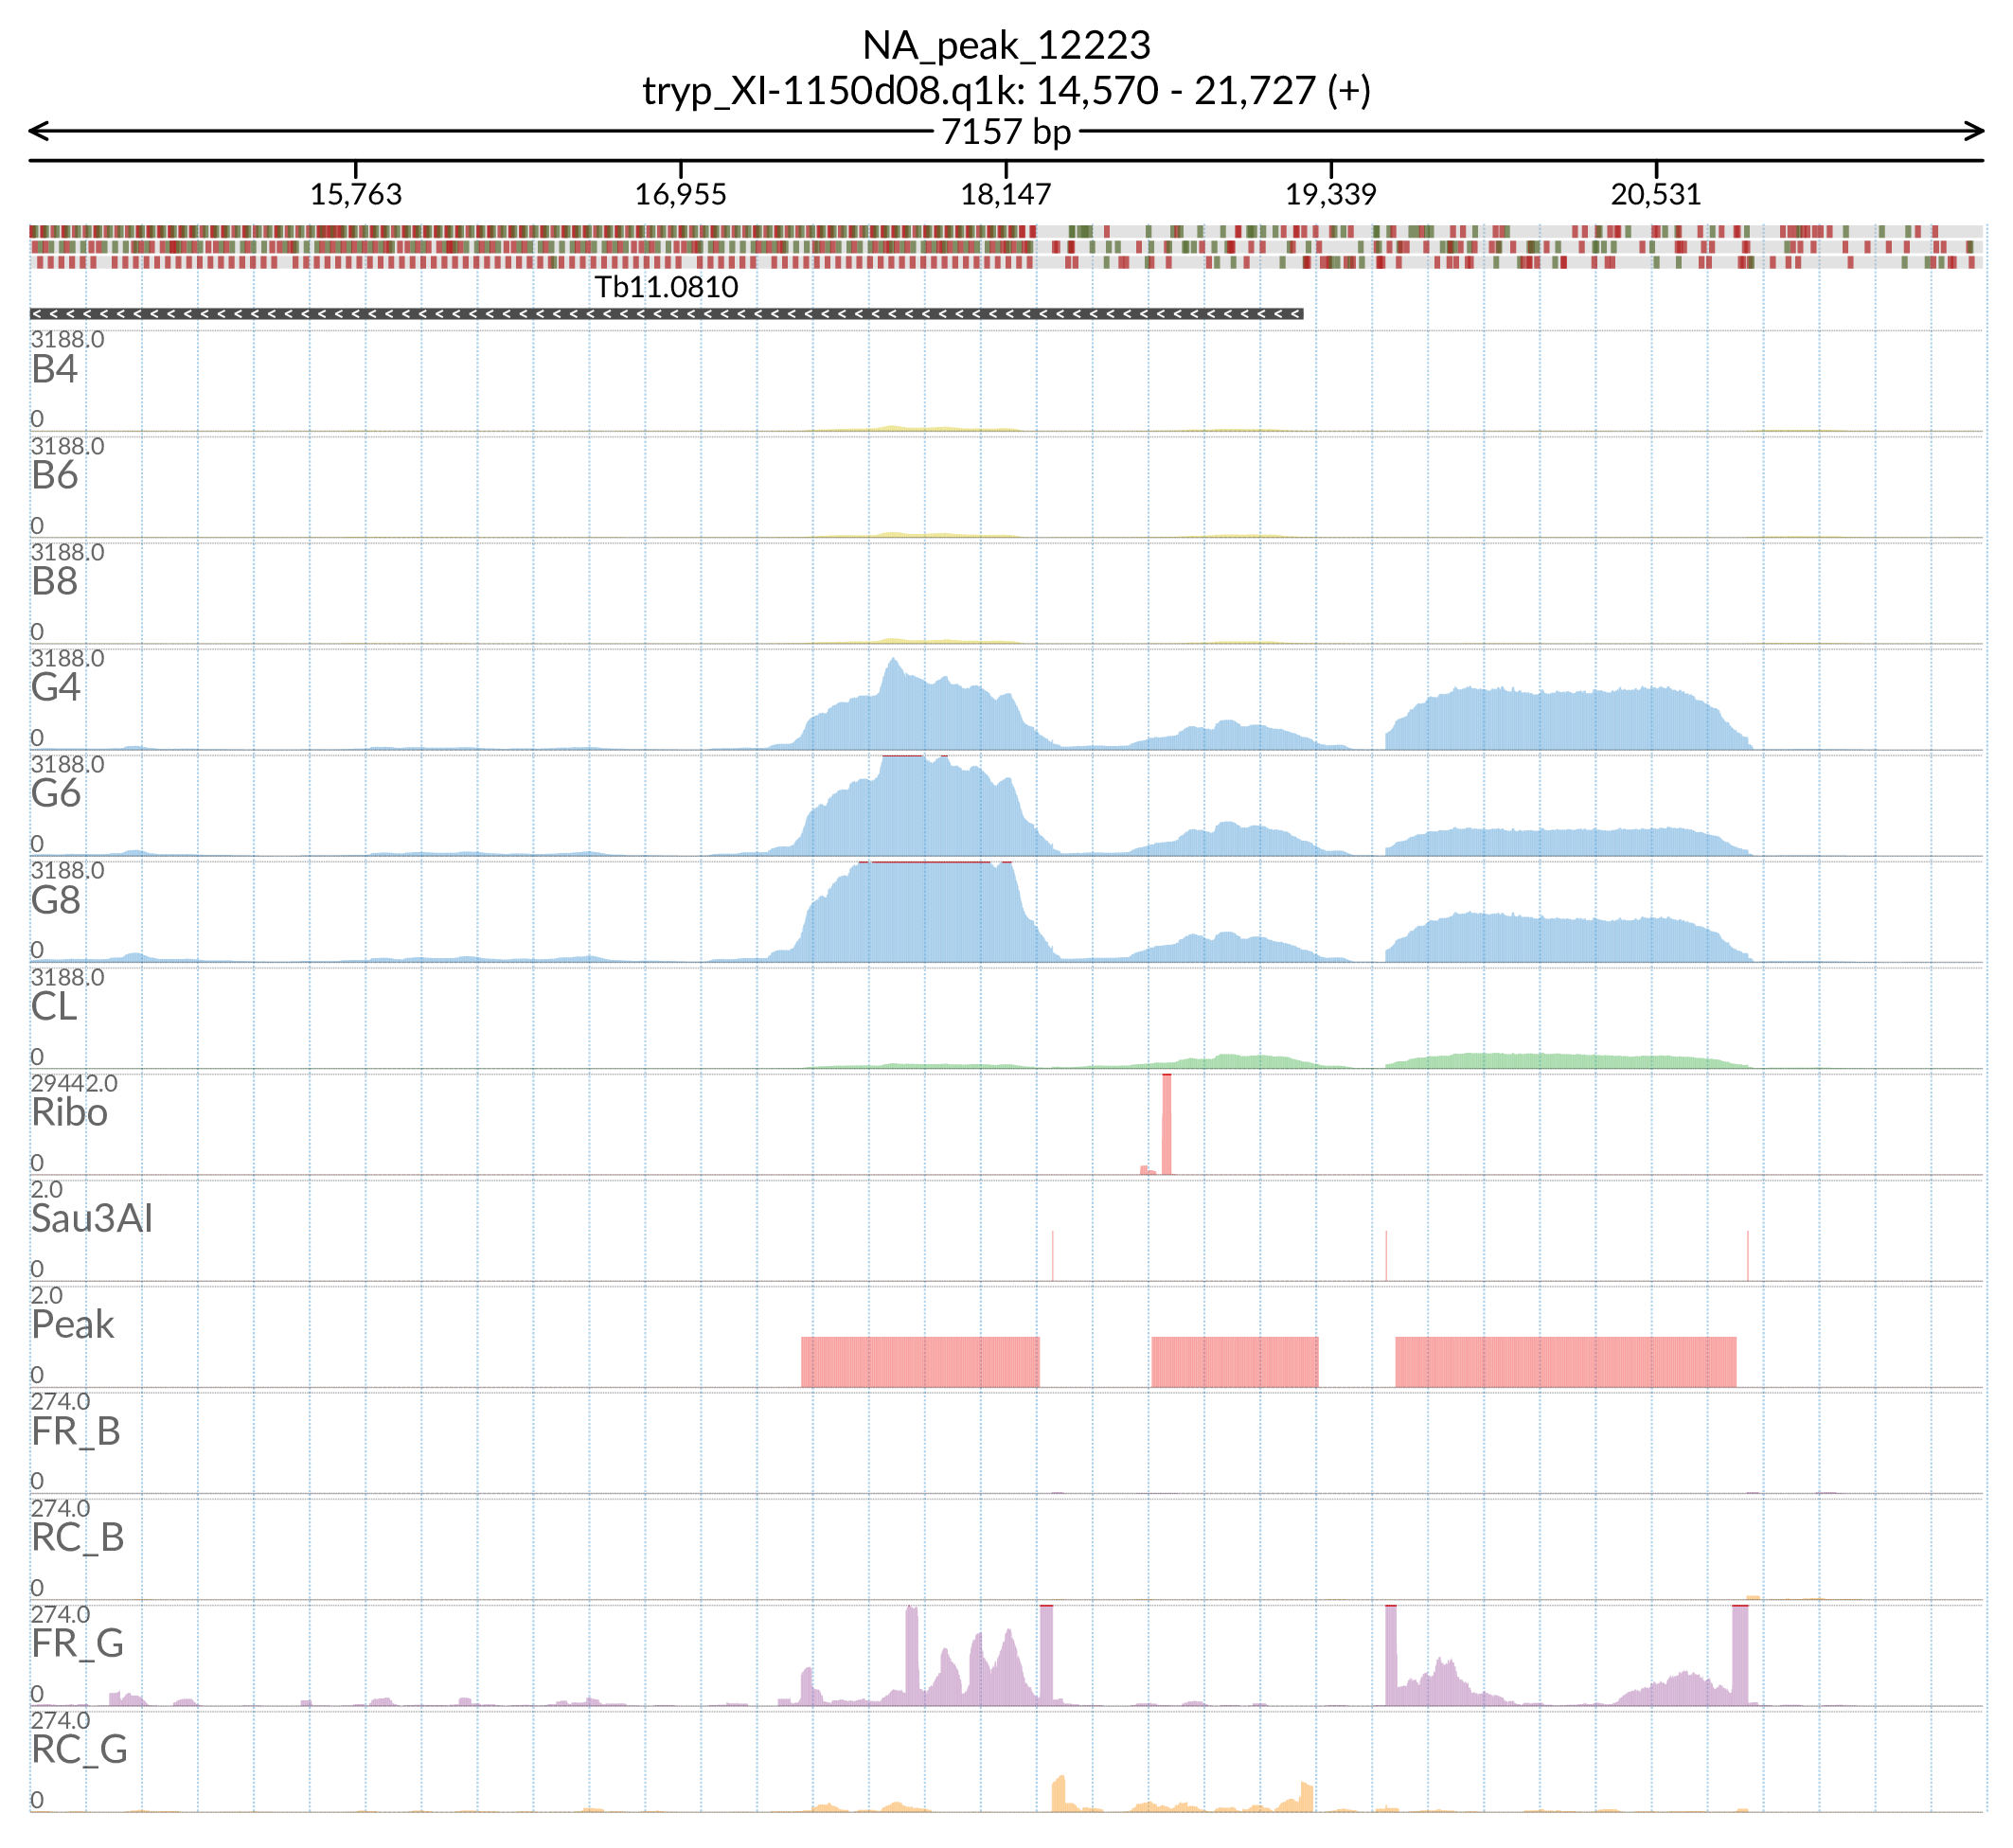 NA_peak_12223
tryp_XI-1150d08.q1k: 14,570 - 21,727 (+)
7157 bp
15,763 16,955 18,147 19,339 20,531
Tb11.0810
3188.0
B4
0
3188.0
B6
0
3188.0
B8
0
3188.0
G4
0
3188.0
G6
0
3188.0
G8
0
3188.0
CL
0
29442.0
Ribo
0
2.0
Sau3AI
0
2.0
Peak
0
274.0
FR_B
0
274.0
RC_B
0
274.0
FR_G
0
274.0
RC_G
0